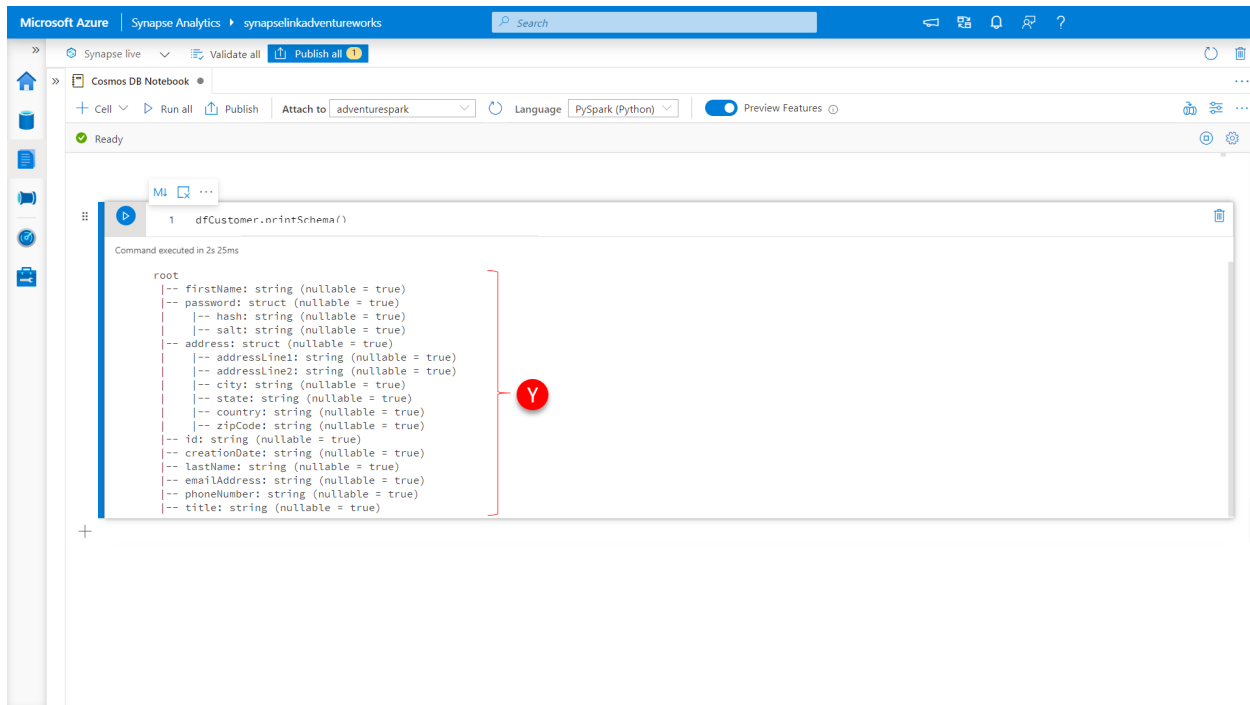 Microsoft Azure Synapse Analytics synapselinkadventureworks Search ?
» Synapse live Validate all Publish all 1
» Cosmos DB Notebook ...
+ Cell Run all Publish Attach to adventurespark Language PySpark (Python) Preview Features
Ready
M↓ ...
1 dfCustomer.printSchema()
Command executed in 2s 25ms
root
|-- firstName: string (nullable = true)
|-- password: struct (nullable = true)
| |-- hash: string (nullable = true)
| |-- salt: string (nullable = true)
|-- address: struct (nullable = true)
| |-- addressLine1: string (nullable = true)
| |-- addressLine2: string (nullable = true)
| |-- city: string (nullable = true)
| |-- state: string (nullable = true)
| |-- country: string (nullable = true)
| |-- zipCode: string (nullable = true)
|-- id: string (nullable = true)
|-- creationDate: string (nullable = true)
|-- lastName: string (nullable = true)
|-- emailAddress: string (nullable = true)
|-- phoneNumber: string (nullable = true)
|-- title: string (nullable = true)
Y